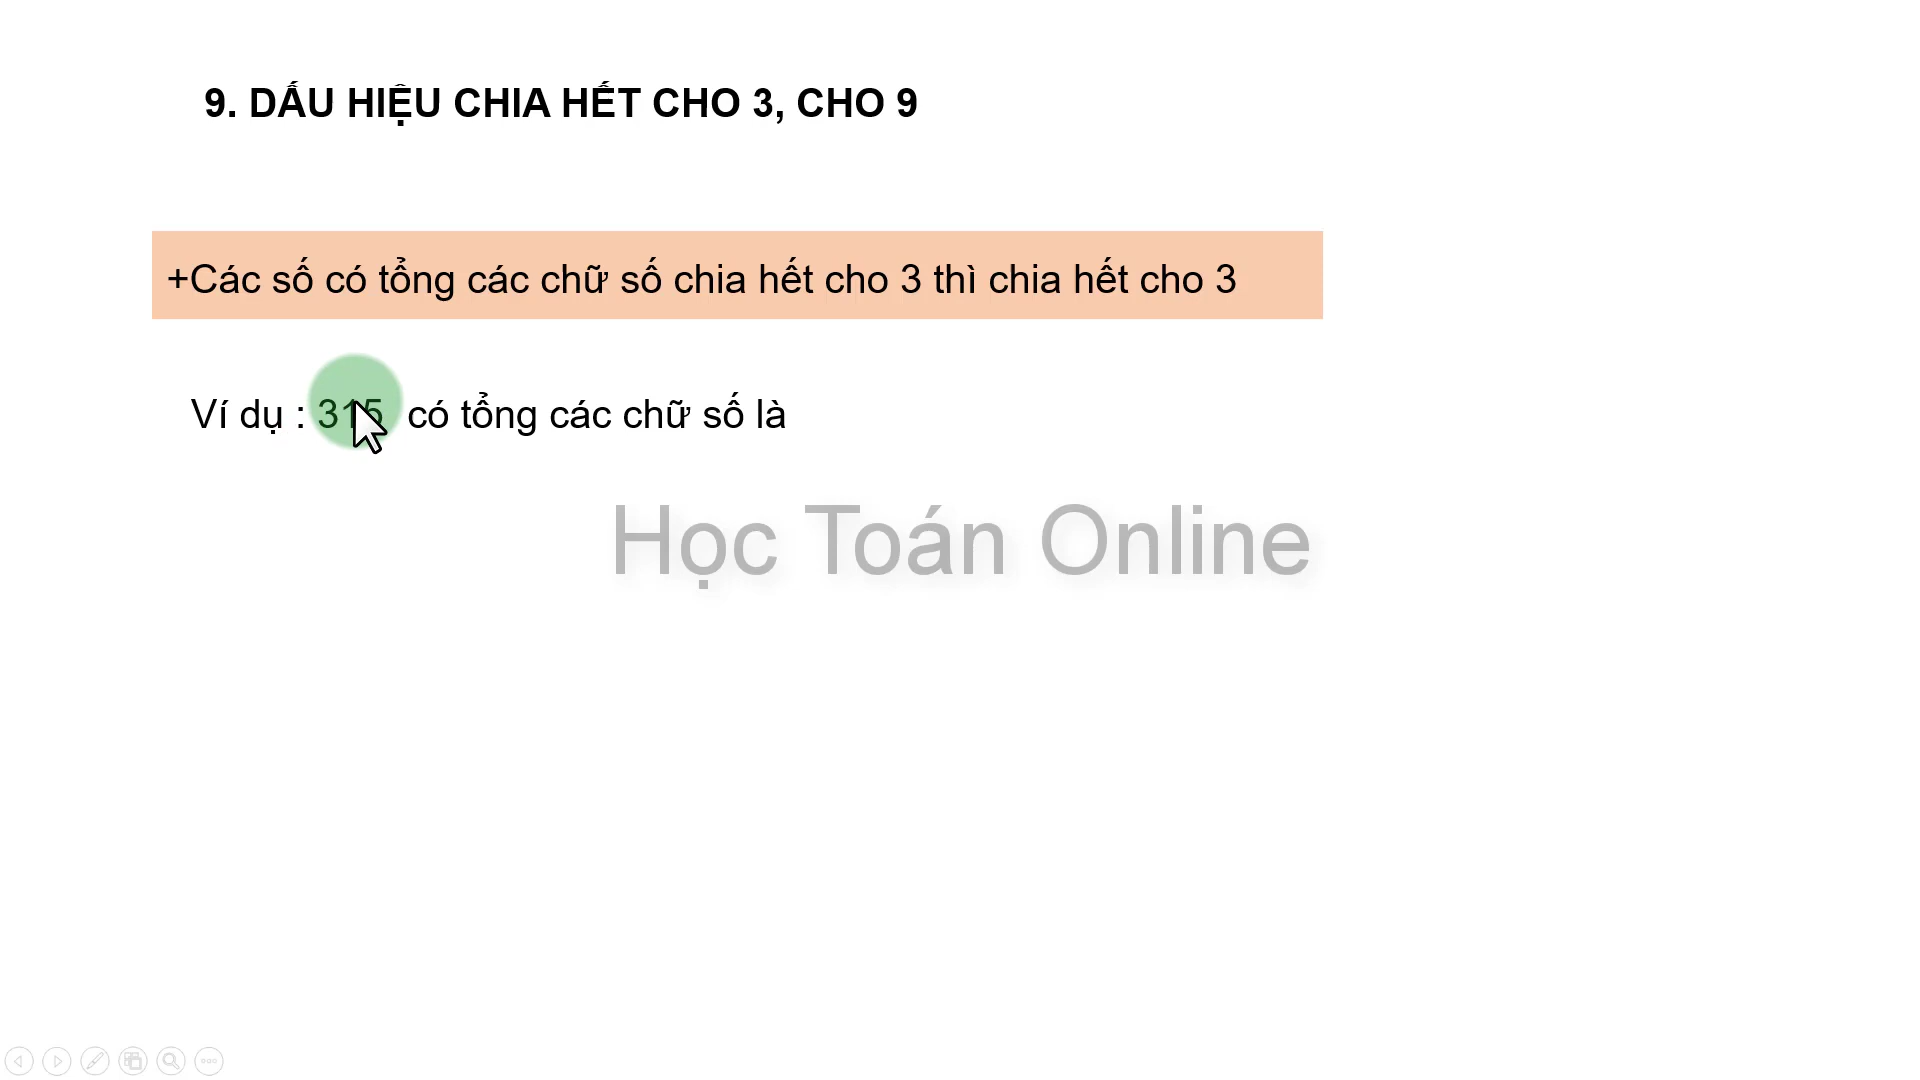 9. DẤU HIỆU CHIA HẾT CHO 3, CHO 9
+Các số có tổng các chữ số chia hết cho 3 thì chia hết cho 3
Ví dụ : 315 có tổng các chữ số là
Học Toán Online